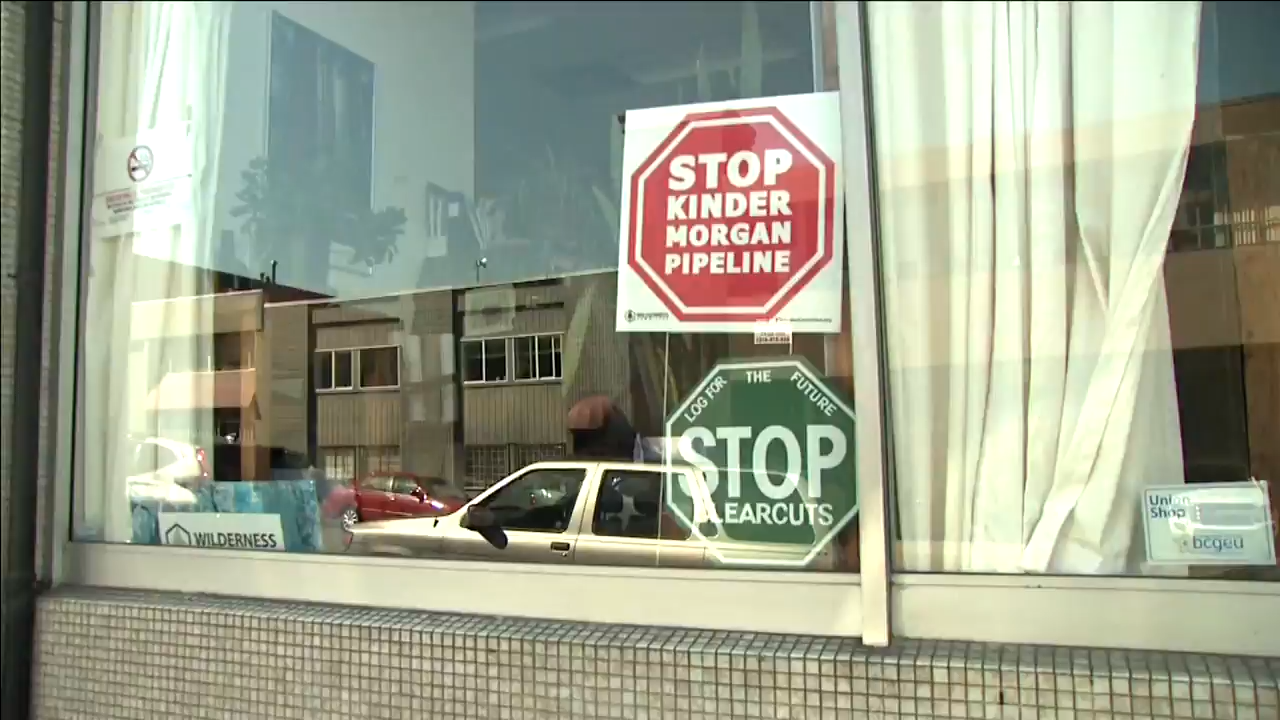 STOP
KINDER
MORGAN
PIPELINE
LOG FOR THE FUTURE
STOP
CLEARCUTS
WILDERNESS
Union
Shop
bcgeu